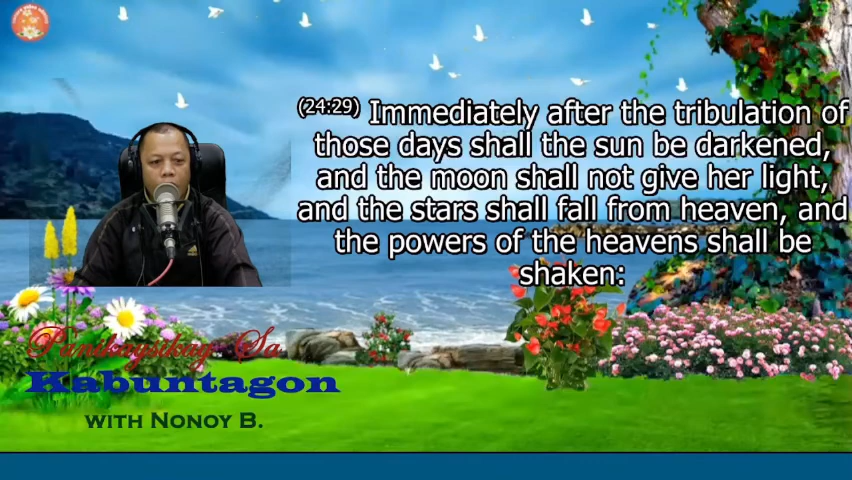 (24:29) Immediately after the tribulation of
those days shall the sun be darkened,
and the moon shall not give her light,
and the stars shall fall from heaven, and
the powers of the heavens shall be
shaken:
Panikaysikay Sa
Kabuntagon
WITH NONOY B.